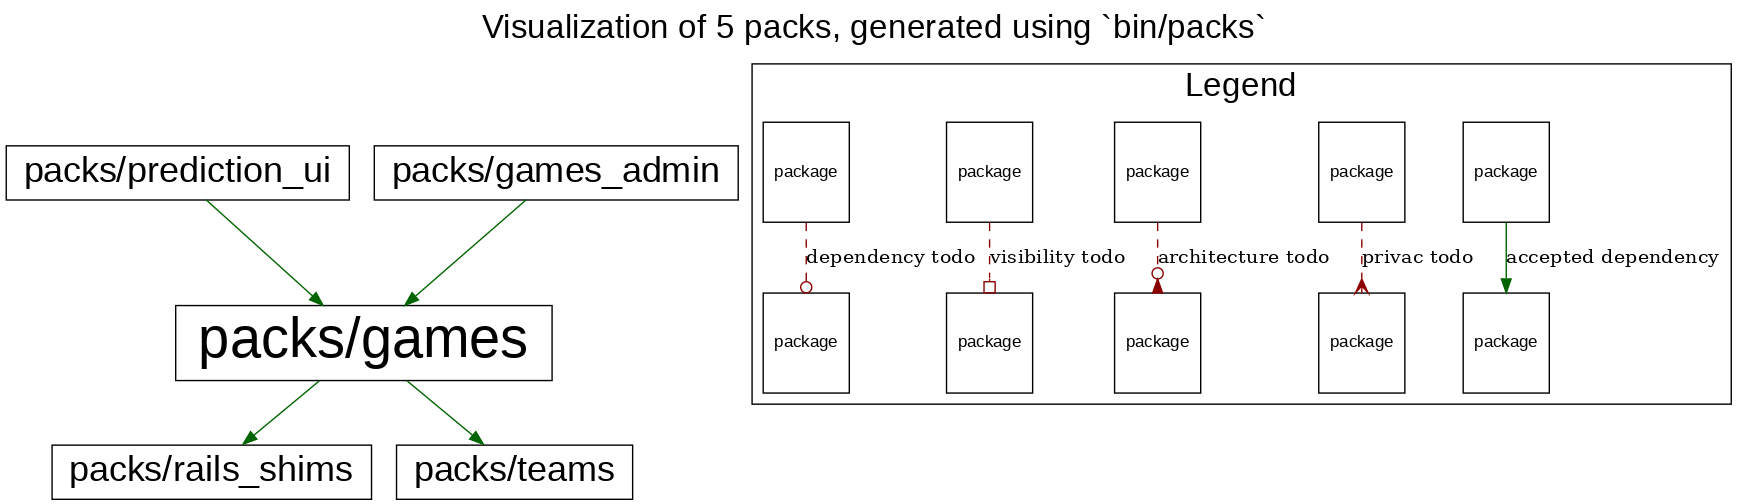 Visualization of 5 packs, generated using `bin/packs`
packs/prediction_ui
packs/games_admin
packs/games
packs/rails_shims
packs/teams
Legend
package
package
package
package
package
dependency todo
visibility todo
architecture todo
privac todo
accepted dependency
package
package
package
package
package